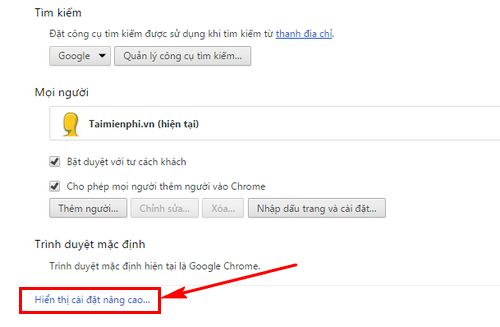 Tìm kiếm
Đặt công cụ tìm kiếm được sử dụng khi tìm kiếm từ thanh địa chỉ.
Google Quản lý công cụ tìm kiếm...
Mọi người
Taimienphi.vn (hiện tại)
Bật duyệt với tư cách khách
Cho phép mọi người thêm người vào Chrome
Thêm người... Chỉnh sửa... Xóa... Nhập dấu trang và cài đặt...
Trình duyệt mặc định
Trình duyệt mặc định hiện tại là Google Chrome.
Hiển thị cài đặt nâng cao...